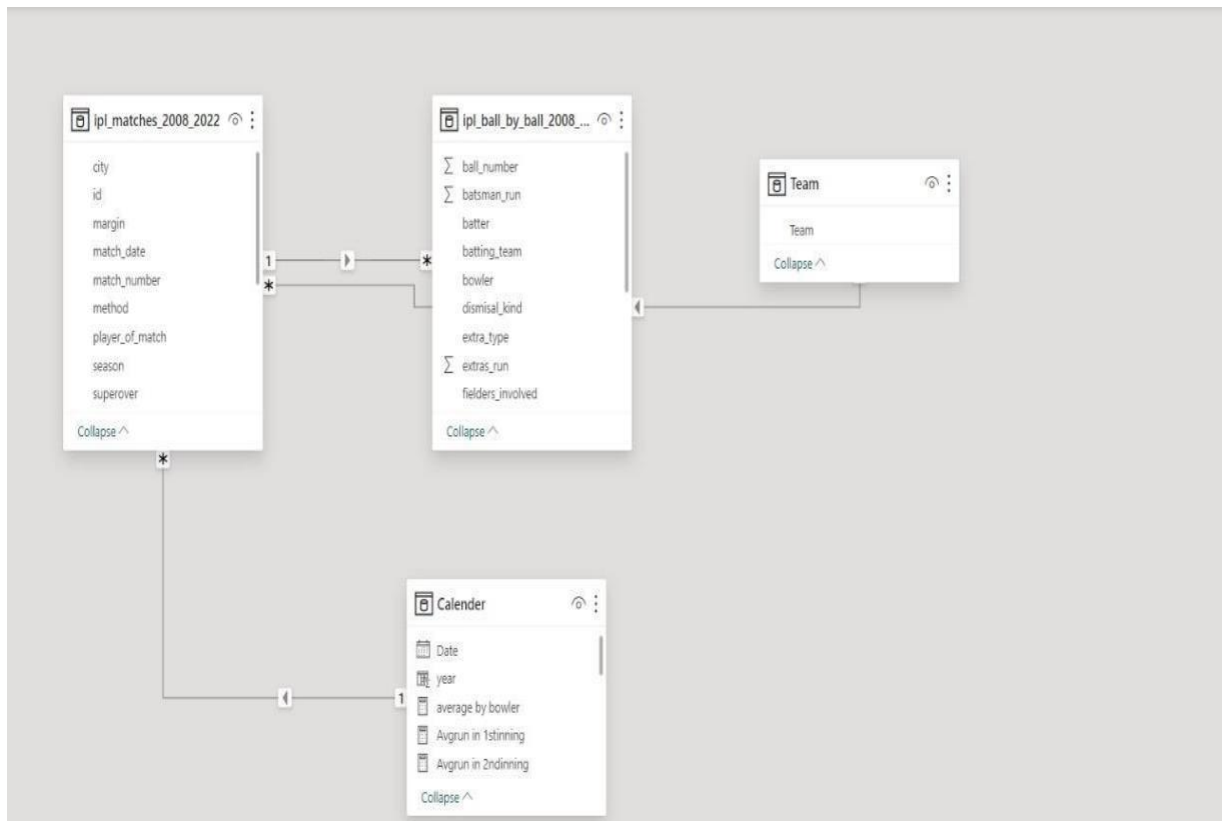 ipl_matches_2008_2022
city
id
margin
match_date
match_number
method
player_of_match
season
superover
Collapse
1
*
*
*
ipl_ball_by_ball_2008_...
ball_number
batsman_run
batter
batting_team
bowler
dismisal_kind
extra_type
extras_run
fielders_involved
Collapse
Team
Team
Collapse
*
1
Calender
Date
year
average by bowler
Avgrun in 1stinning
Avgrun in 2ndinning
Collapse